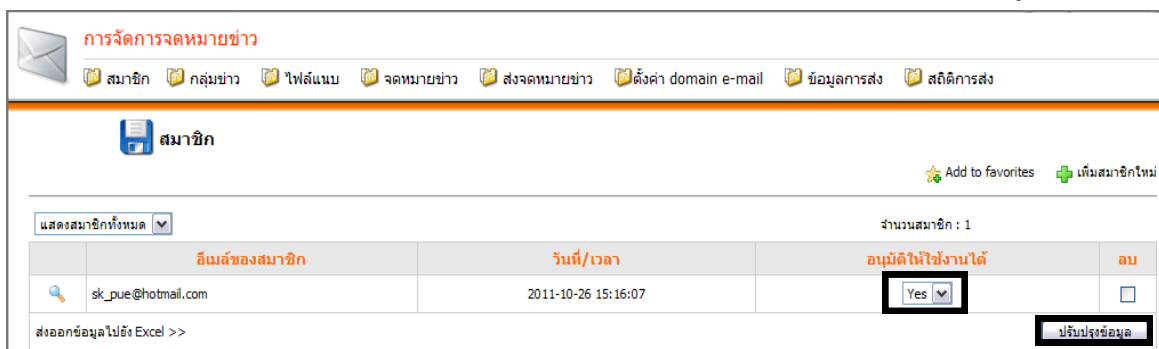 การจัดการจดหมายข่าว
สมาชิก กลุ่มข่าว ไฟล์แนบ จดหมายข่าว ส่งจดหมายข่าว ตั้งค่า domain e-mail ข้อมูลการส่ง สถิติการส่ง
สมาชิก
Add to favorites เพิ่มสมาชิกใหม่
แสดงสมาชิกทั้งหมด จำนวนสมาชิก : 1
อีเมล์ของสมาชิก วันที่/เวลา อนุมัติให้ใช้งานได้ ลบ
sk_pue@hotmail.com 2011-10-26 15:16:07 Yes
ส่งออกข้อมูลไปยัง Excel >> ปรับปรุงข้อมูล